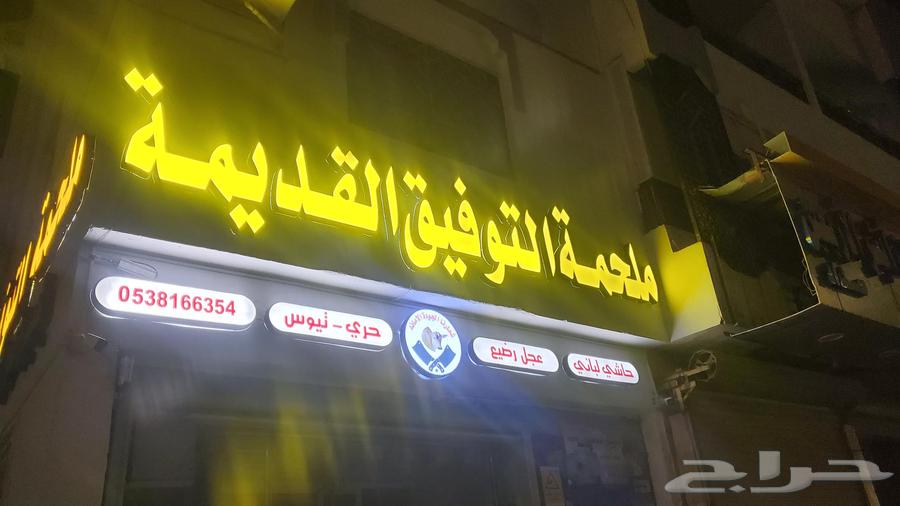 ملحمة التوفيق القديمة
حاشي لباني
عجل رضيع
حري - تيوس
0538166354
حراج